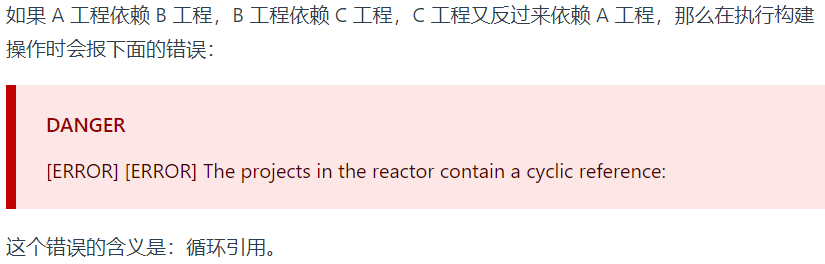 如果 A 工程依赖 B 工程，B 工程依赖 C 工程，C 工程又反过来依赖 A 工程，那么在执行构建
操作时会报下面的错误：
DANGER
[ERROR] [ERROR] The projects in the reactor contain a cyclic reference:
这个错误的含义是：循环引用。